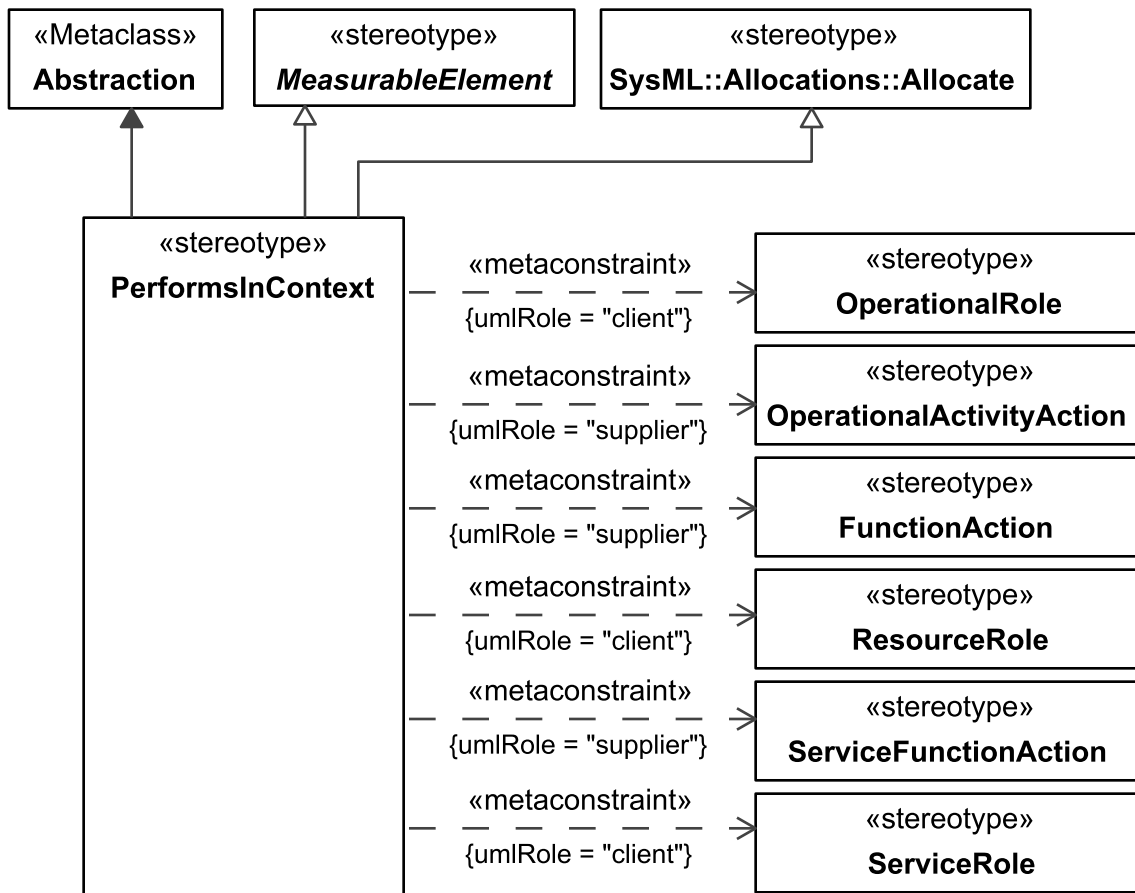 «Metaclass»
Abstraction
«stereotype»
MeasurableElement
«stereotype»
SysML::Allocations::Allocate
«stereotype»
PerformsInContext
«metaconstraint»
{umlRole = "client"}
«stereotype»
OperationalRole
«metaconstraint»
{umlRole = "supplier"}
«stereotype»
OperationalActivityAction
«metaconstraint»
{umlRole = "supplier"}
«stereotype»
FunctionAction
«metaconstraint»
{umlRole = "client"}
«stereotype»
ResourceRole
«metaconstraint»
{umlRole = "supplier"}
«stereotype»
ServiceFunctionAction
«metaconstraint»
{umlRole = "client"}
«stereotype»
ServiceRole